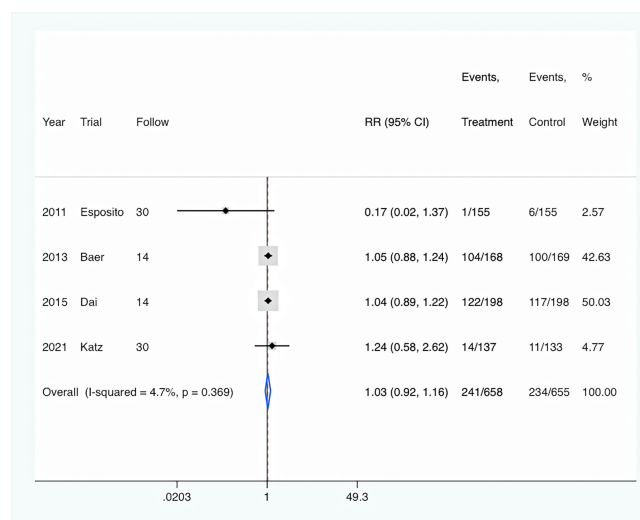 Events, Events, %
Year Trial Follow RR (95% CI) Treatment Control Weight
2011 Esposito 30 0.17 (0.02, 1.37) 1/155 6/155 2.57
2013 Baer 14 1.05 (0.88, 1.24) 104/168 100/169 42.63
2015 Dai 14 1.04 (0.89, 1.22) 122/198 117/198 50.03
2021 Katz 30 1.24 (0.58, 2.62) 14/137 11/133 4.77
Overall (I-squared = 4.7%, p = 0.369) 1.03 (0.92, 1.16) 241/658 234/655 100.00
.0203 1 49.3